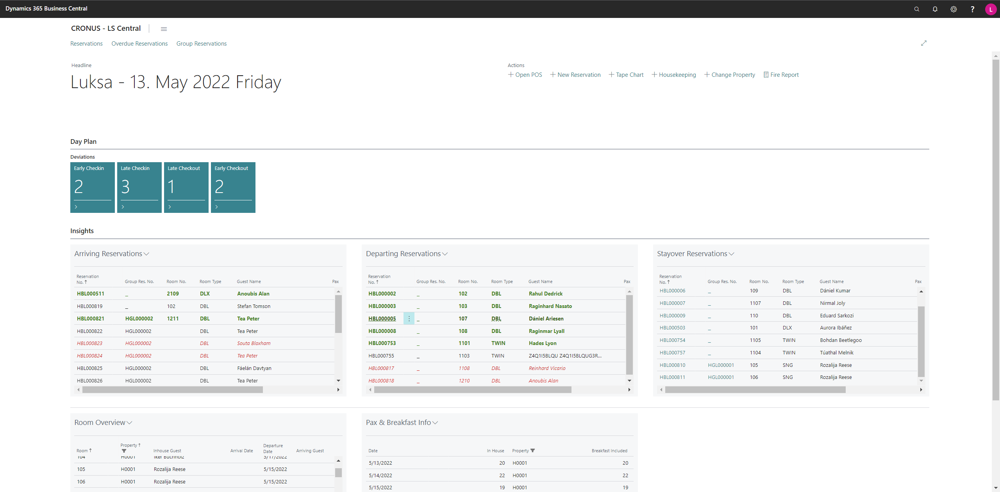 Dynamics 365 Business Central
?
L
CRONUS - LS Central
Reservations Overdue Reservations Group Reservations
Headline
Luksa - 13. May 2022 Friday
Actions
Open POS New Reservation Tape Chart Housekeeping Change Property Fire Report
Day Plan
Deviations
Early Checkin Late Checkin Late Checkout Early Checkout
2 3 1 2
Insights
Arriving Reservations
Reservation No. Group Res. No. Room No. Room Type Guest Name Pax
HBL000511 _ 2109 DLX Anoubis Alan
HBL000819 _ 102 DBL Stefan Tomson
HBL000821 HGL000002 1211 DBL Tea Peter
HBL000822 HGL000002 DBL Tea Peter
HBL000823 HGL000002 DBL Souta Bloxham
HBL000824 HGL000002 DBL Tea Peter
HBL000825 HGL000002 DBL Fáelán Davtyan
HBL000826 HGL000002 DBL Tea Peter
Departing Reservations
Reservation No. Group Res. No. Room No. Room Type Guest Name Pax
HBL000002 _ 102 DBL Rahul Dedrick
HBL000003 _ 103 DBL Raginhard Nasato
HBL000005 _ 107 DBL Dániel Ariesen
HBL000008 _ 108 DBL Raginmar Lyall
HBL000753 _ 1101 TWIN Hades Lyon
HBL000755 _ 1103 TWIN Z4Q1I5BLQU Z4Q1I5BLQUG3R...
HBL000817 _ 1108 DBL Reinhard Vicario
HBL000818 _ 1210 DBL Anoubis Alan
Stayover Reservations
Reservation No. Group Res. No. Room No. Room Type Guest Name Pax
HBL000006 _ 109 DBL Dániel Kumar
HBL000007 _ 1107 DBL Nirmal Joly
HBL000009 _ 110 DBL Eduard Sarkozi
HBL000503 _ 101 DLX Aurora Ibáñez
HBL000754 _ 1105 TWIN Bohdan Beetlegoo
HBL000757 _ 1104 TWIN Túathal Melnik
HBL000810 HGL000001 105 SNG Rozalija Reese
HBL000811 HGL000001 106 SNG Rozalija Reese
Room Overview
Room Property Inhouse Guest Arrival Date Departure Date Arriving Guest
104 H0001 Iker Buchholz 5/17/2022
105 H0001 Rozalija Reese 5/15/2022
106 H0001 Rozalija Reese 5/15/2022
Pax & Breakfast Info
Date In House Property Breakfast Included
5/13/2022 20 H0001 20
5/14/2022 22 H0001 22
5/15/2022 19 H0001 19